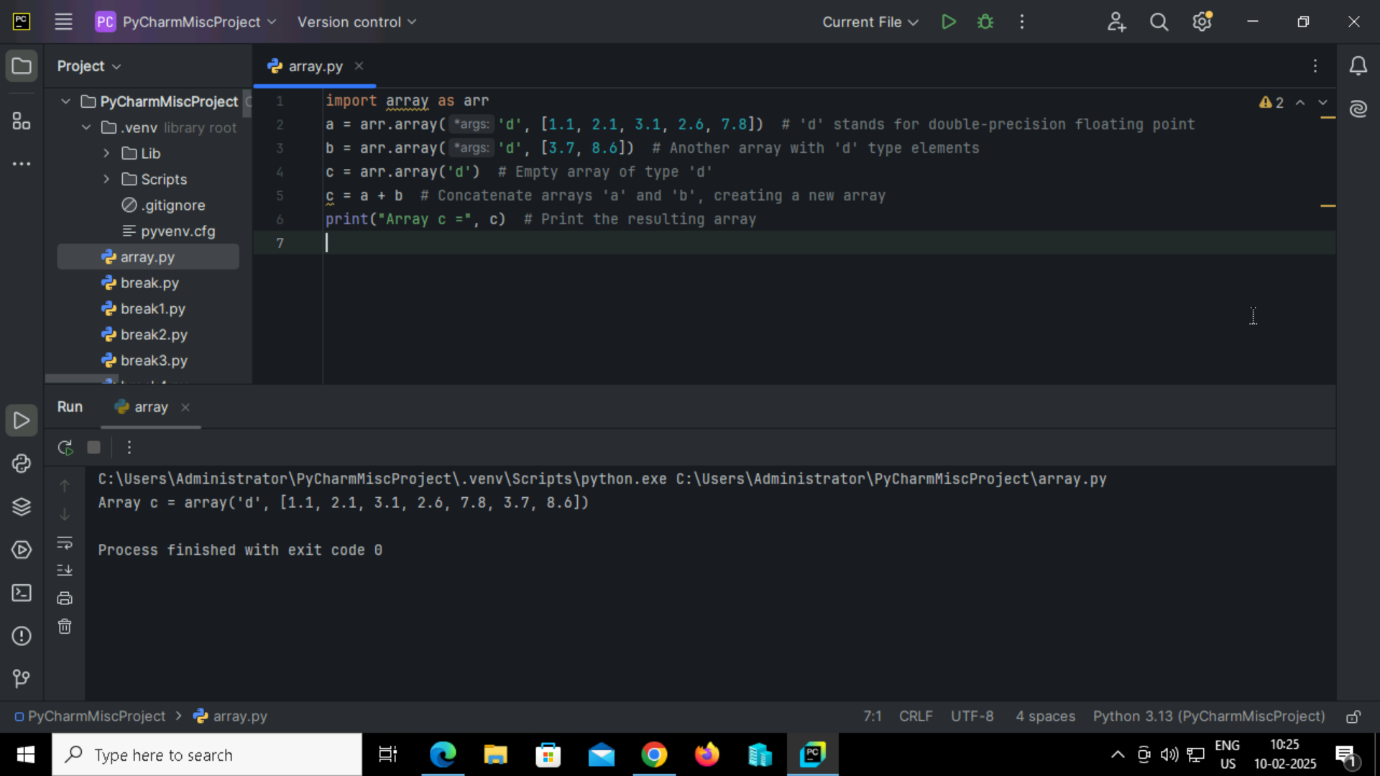 PC PyCharmMiscProject Version control Current File
Project array.py
PyCharmMiscProject
.venv library root
Lib
Scripts
.gitignore
pyvenv.cfg
array.py
break.py
break1.py
break2.py
break3.py
1 import array as arr
2 a = arr.array( *args: 'd', [1.1, 2.1, 3.1, 2.6, 7.8]) # 'd' stands for double-precision floating point
3 b = arr.array( *args: 'd', [3.7, 8.6]) # Another array with 'd' type elements
4 c = arr.array('d') # Empty array of type 'd'
5 c = a + b # Concatenate arrays 'a' and 'b', creating a new array
6 print("Array c =", c) # Print the resulting array
7
2
Run array
C:\Users\Administrator\PyCharmMiscProject\.venv\Scripts\python.exe C:\Users\Administrator\PyCharmMiscProject\array.py
Array c = array('d', [1.1, 2.1, 3.1, 2.6, 7.8, 3.7, 8.6])
Process finished with exit code 0
PyCharmMiscProject > array.py 7:1 CRLF UTF-8 4 spaces Python 3.13 (PyCharmMiscProject)
Type here to search
PC
ENG
US
10:25
10-02-2025
1